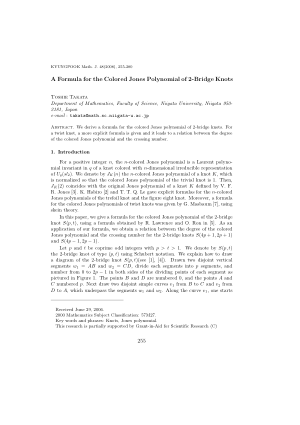 KYUNGPOOK Math. J. 48(2008), 255-280
A Formula for the Colored Jones Polynomial of 2-Bridge Knots
Toshie Takata
Department of Mathematics, Faculty of Science, Niigata University, Niigata 950-
2181, Japan
e-mail : takata@math.sc.niigata-u.ac.jp
Abstract. We derive a formula for the colored Jones polynomial of 2-bridge knots. For
a twist knot, a more explicit formula is given and it leads to a relation between the degree
of the colored Jones polynomial and the crossing number.
1. Introduction
For a positive integer n, the n-colored Jones polynomial is a Laurent polyno-
mial invariant in q of a knot colored with n-dimensional irreducible representation
of Uq(sl2). We denote by JK(n) the n-colored Jones polynomial of a knot K, which
is normalized so that the colored Jones polynomial of the trivial knot is 1. Then,
JK(2) coincides with the original Jones polynomial of a knot K defined by V. F.
R. Jones [3]. K. Habiro [2] and T. Q. Le gave explicit formulas for the colored
Jones polynomials of the trefoil knot and the figure eight knot. Moreover, a formula
for the colored Jones polynomials of twist knots was given by G. Masbaum [7], using
skein theory.
In this paper, we give a formula for the colored Jones polynomial of the 2-bridge
knot S(p,t), using a formula obtained by R. Lawrence and O. Ron in [5]. As an
application of our formula, we obtain a relation between the degree of the colored
Jones polynomial and the crossing number for the 2-bridge knots S(4p + 1, 2p + 1)
and S(4p − 1, 2p − 1).
Let p and t be coprime odd integers with p > t > 1. We denote by S(p,t)
the 2-bridge knot of type (p,t) using Schubert notation. We explain how to draw
a diagram of the 2-bridge knot S(p,t)(see [1], [4]). Draw two disjoint vertical
segments w1 = AB and w2 = CD, divide each segments into p segments, and
number from 0 to 2p − 1 in both sides of the dividing points of each segment as
pictured in Figure 1. The points B and D are numbered 0, and the points A and
C numbered p. Next draw two disjoint simple curves v1 from B to C and v2 from
D to A, which underpass the segments w1 and w2. Along the curve v1, one starts
Received June 29, 2006.
2000 Mathematics Subject Classification: 57M27.
Key words and phrases: Knots, Jones polynomial.
This research is partially supported by Grant-in-Aid for Scientific Research (C)
255